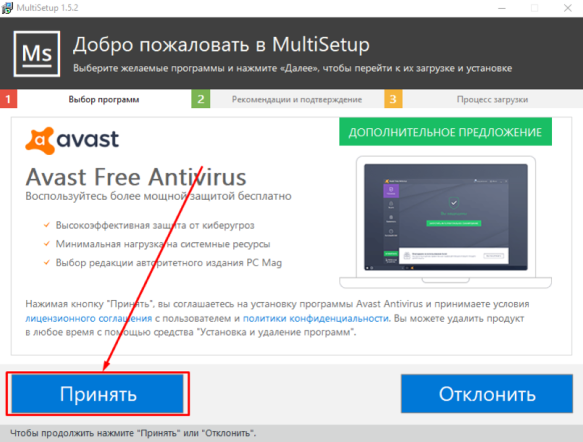 MultiSetup 1.5.2
Ms
Добро пожаловать в MultiSetup
Выберите желаемые программы и нажмите «Далее», чтобы перейти к их загрузке и установке
1 Выбор программ 2 Рекомендации и подтверждение 3 Процесс загрузки
avast
ДОПОЛНИТЕЛЬНОЕ ПРЕДЛОЖЕНИЕ
Avast Free Antivirus
Воспользуйтесь более мощной защитой бесплатно
Высокоэффективная защита от киберугроз
Минимальная нагрузка на системные ресурсы
Выбор редакции авторитетного издания PC Mag
Нажимая кнопку "Принять", вы соглашаетесь на установку программы Avast Antivirus и принимаете условия
лицензионного соглашения с пользователем и политики конфиденциальности. Вы можете удалить продукт
в любое время с помощью средства "Установка и удаление программ".
Принять
Отклонить
Чтобы продолжить нажмите "Принять" или "Отклонить".